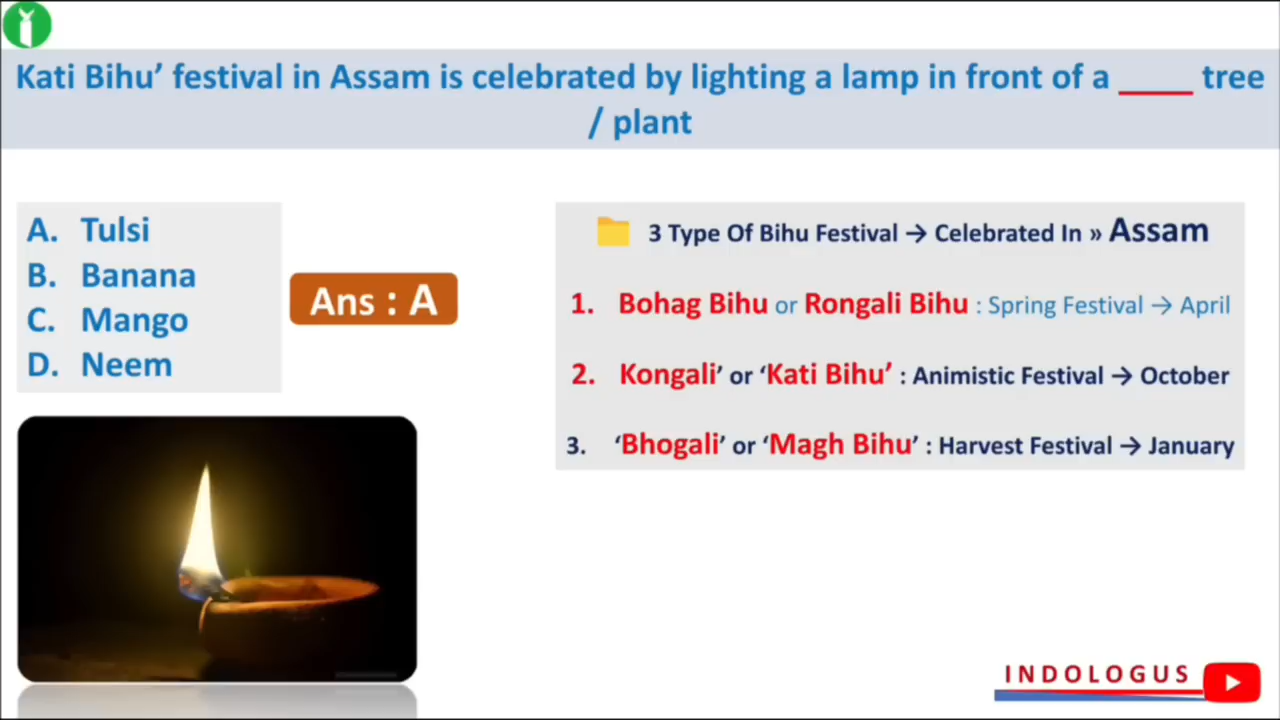 Kati Bihu’ festival in Assam is celebrated by lighting a lamp in front of a _____ tree
/ plant
A. Tulsi
B. Banana
C. Mango
D. Neem
Ans : A
3 Type Of Bihu Festival → Celebrated In » Assam
1. Bohag Bihu or Rongali Bihu : Spring Festival → April
2. Kongali’ or ‘Kati Bihu’ : Animistic Festival → October
3. ‘Bhogali’ or ‘Magh Bihu’ : Harvest Festival → January
INDOLOGUS